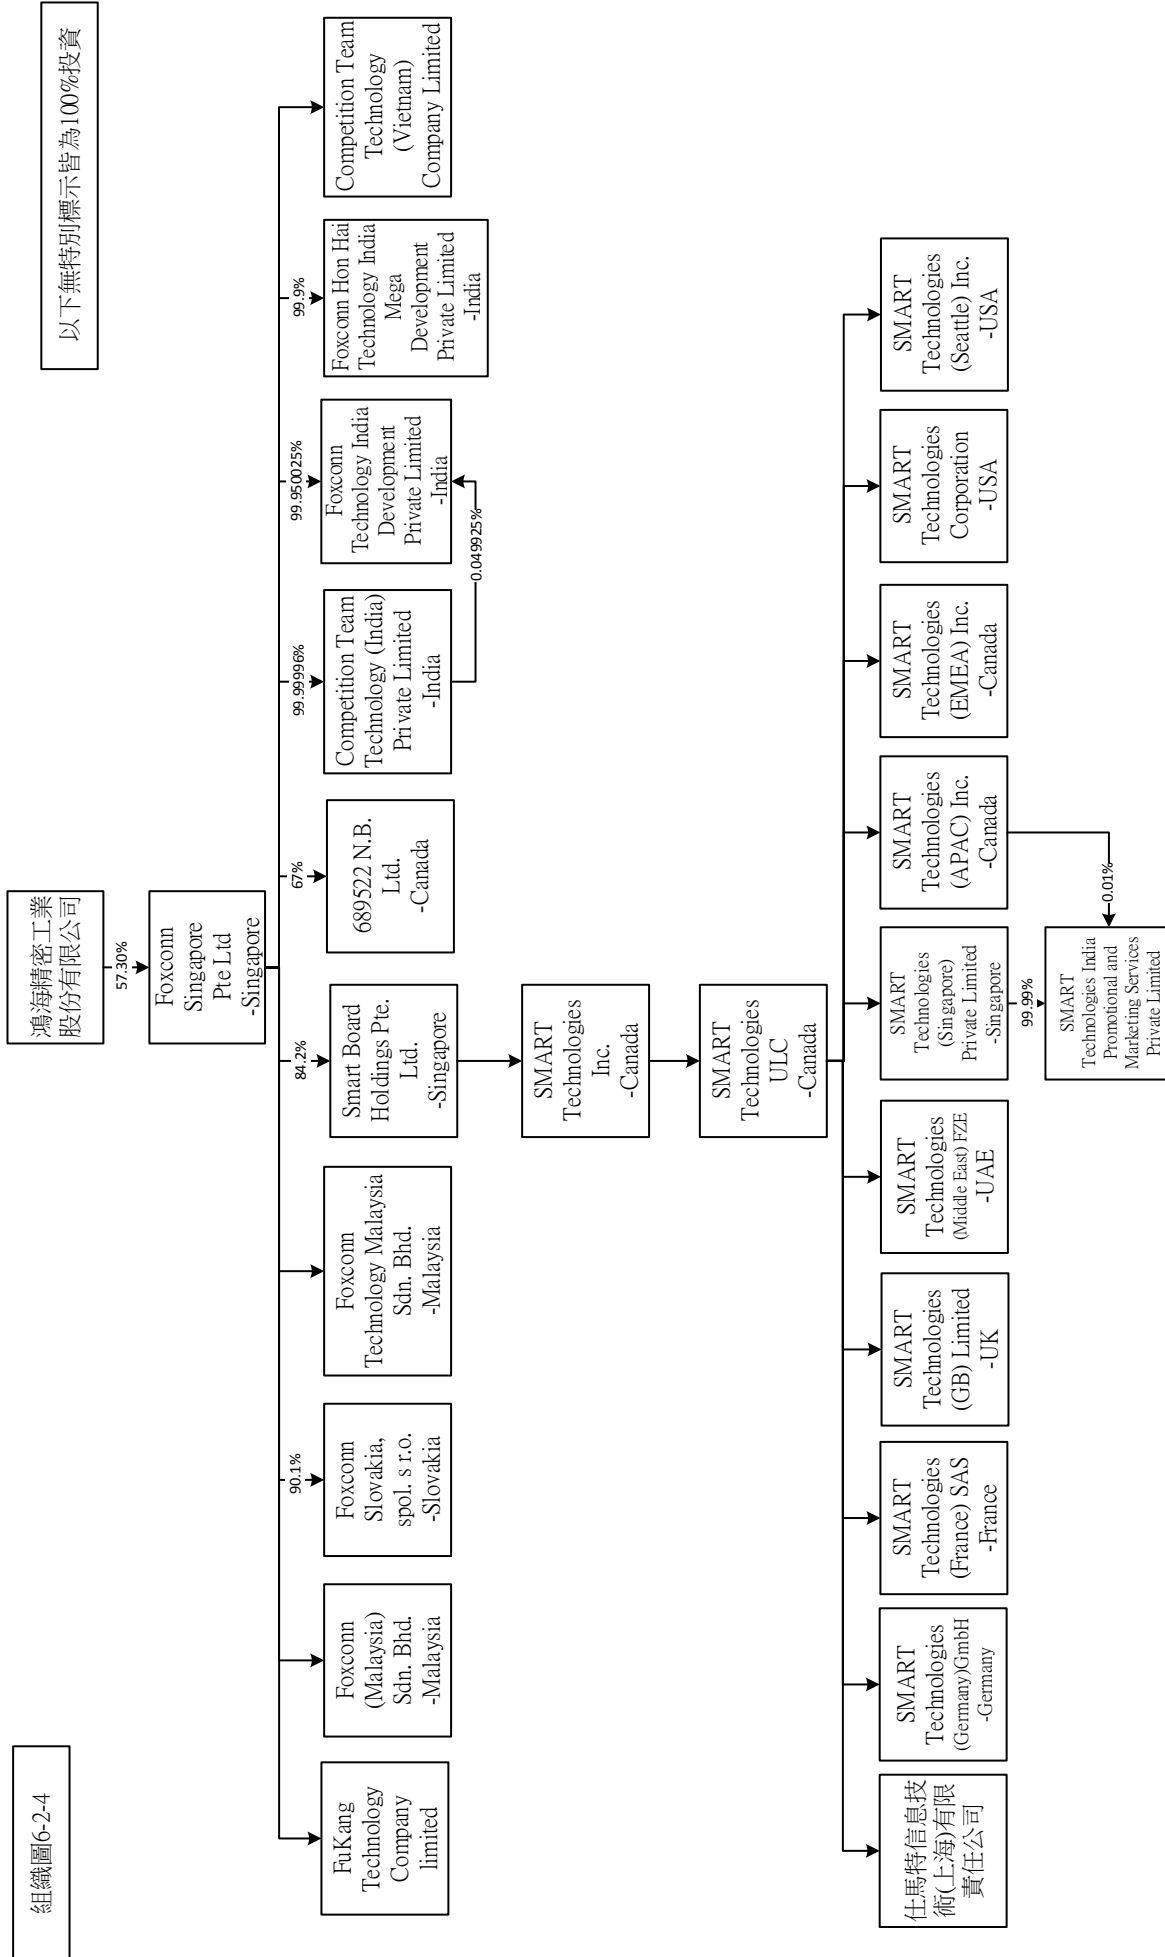 組織圖6-2-4
以下無特別標示皆為100%投資
鴻海精密工業
股份有限公司
57.30%
Foxconn
Singapore
Pte Ltd
-Singapore
FuKang
Technology
Company
limited
Foxconn
(Malaysia)
Sdn. Bhd.
-Malaysia
90.1%
Foxconn
Slovakia,
spol. s r.o.
-Slovakia
Foxconn
Technology Malaysia
Sdn. Bhd.
-Malaysia
84.2%
Smart Board
Holdings Pte.
Ltd.
-Singapore
67%
689522 N.B.
Ltd.
-Canada
99.99996%
Competition Team
Technology (India)
Private Limited
-India
99.950025%
Foxconn
Technology India
Development
Private Limited
-India
0.049925%
99.9%
Foxconn Hon Hai
Technology India
Mega
Development
Private Limited
-India
Competition Team
Technology
(Vietnam)
Company Limited
SMART
Technologies
Inc.
-Canada
SMART
Technologies
ULC
-Canada
仕馬特信息技
術(上海)有限
責任公司
SMART
Technologies
(Germany)GmbH
-Germany
SMART
Technologies
(France) SAS
-France
SMART
Technologies
(GB) Limited
-UK
SMART
Technologies
(Middle East) FZE
-UAE
SMART
Technologies
(Singapore)
Private Limited
-Singapore
SMART
Technologies
(APAC) Inc.
-Canada
SMART
Technologies
(EMEA) Inc.
-Canada
SMART
Technologies
Corporation
-USA
SMART
Technologies
(Seattle) Inc.
-USA
99.99%
0.01%
SMART
Technologies India
Promotional and
Marketing Services
Private Limited